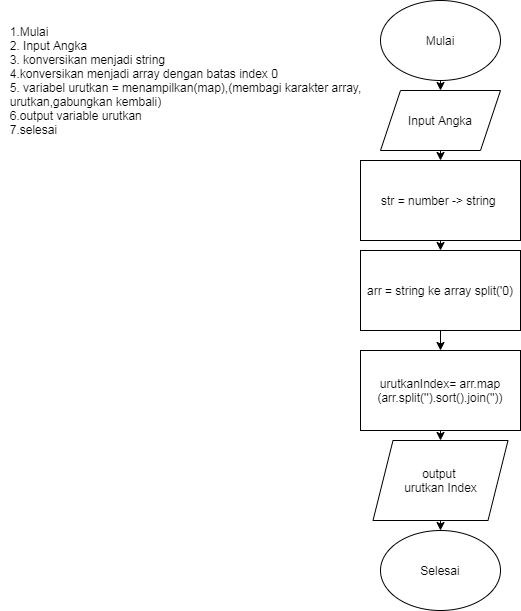 1.Mulai
2. Input Angka
3. konversikan menjadi string
4.konversikan menjadi array dengan batas index 0
5. variabel urutkan = menampilkan(map),(membagi karakter array,
urutkan,gabungkan kembali)
6.output variable urutkan
7.selesai
Mulai
Input Angka
str = number -> string
arr = string ke array split('0)
urutkanIndex= arr.map
(arr.split('').sort().join(''))
output
urutkan Index
Selesai